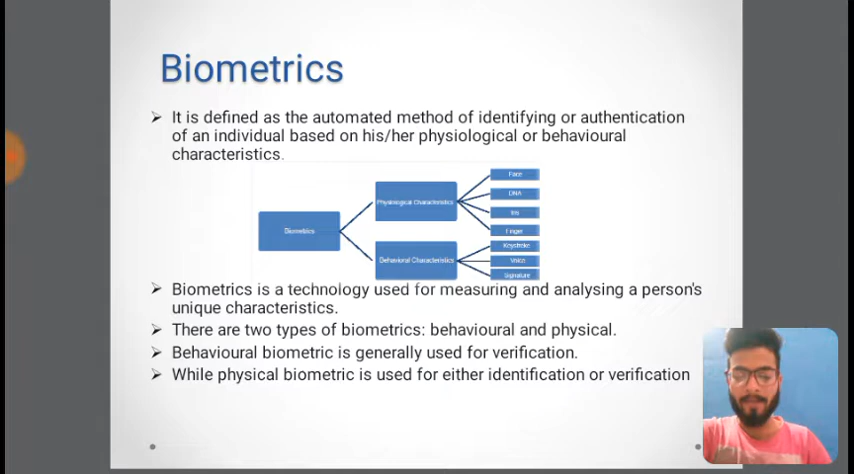 Biometrics
It is defined as the automated method of identifying or authentication
of an individual based on his/her physiological or behavioural
characteristics.
Face
DNA
Physiological Characteristics
Iris
Finger
Biometrics
Keystroke
Behavioral Characteristics
Voice
Signature
Biometrics is a technology used for measuring and analysing a person's
unique characteristics.
There are two types of biometrics: behavioural and physical.
Behavioural biometric is generally used for verification.
While physical biometric is used for either identification or verification